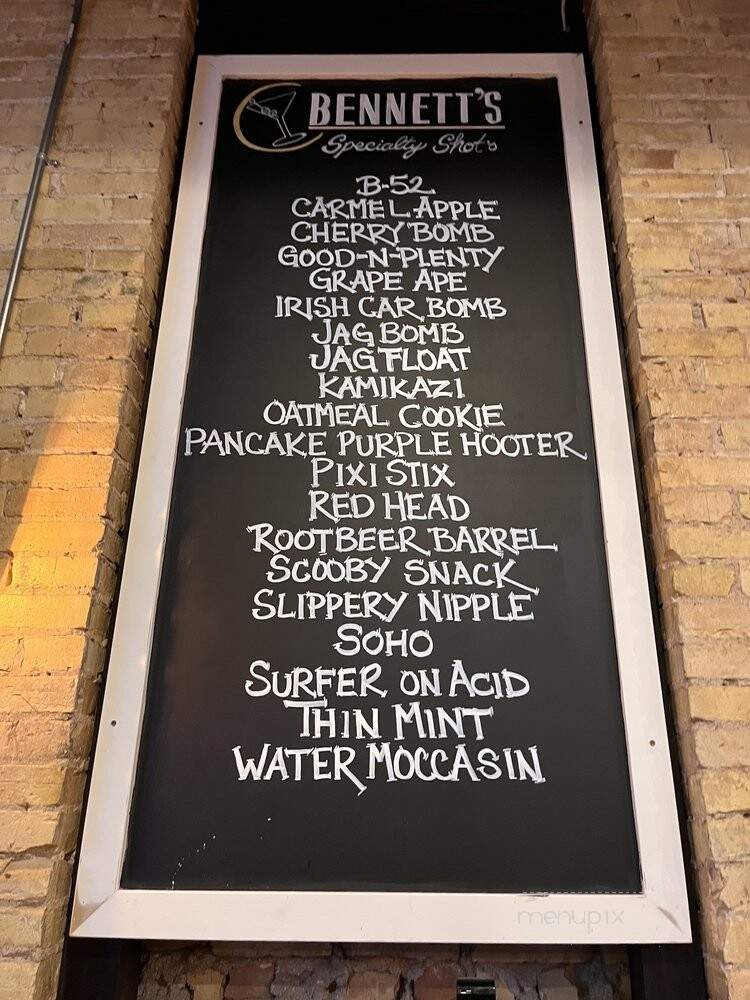 BENNETT'S
Specialty Shot's
B-52
CARMEL APPLE
CHERRY BOMB
GOOD-N-PLENTY
GRAPE APE
IRISH CAR BOMB
JAG BOMB
JAG FLOAT
KAMIKAZI
OATMEAL COOKIE
PANCAKE PURPLE HOOTER
PIXI STIX
RED HEAD
ROOTBEER BARREL
SCOOBY SNACK
SLIPPERY NIPPLE
SOHO
SURFER ON ACID
THIN MINT
WATER MOCCASIN
menupix